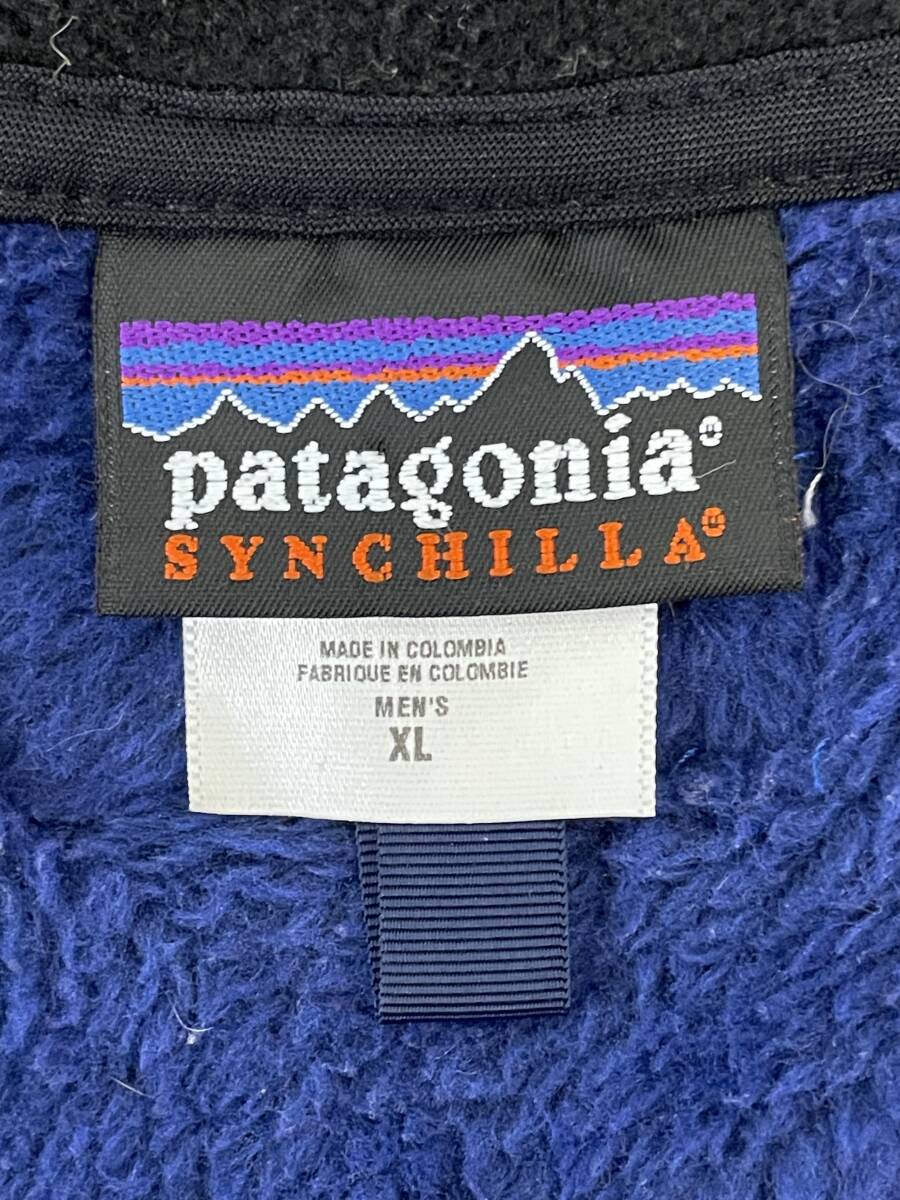 patagonia®
SYNCHILLA®
MADE IN COLOMBIA
FABRIQUE EN COLOMBIE
MEN'S
XL